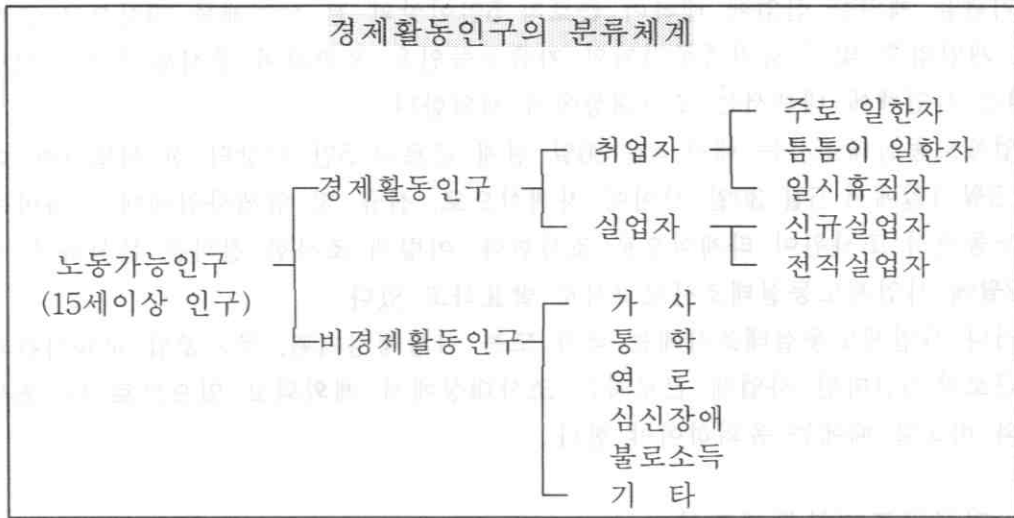 경제활동인구의 분류체계
주로 일한자
취업자 틈틈이 일한자
경제활동인구 일시휴직자
실업자 신규실업자
노동가능인구 전직실업자
(15세이상 인구) 가 사
비경제활동인구 통 학
연 로
심신장애
불로소득
기 타